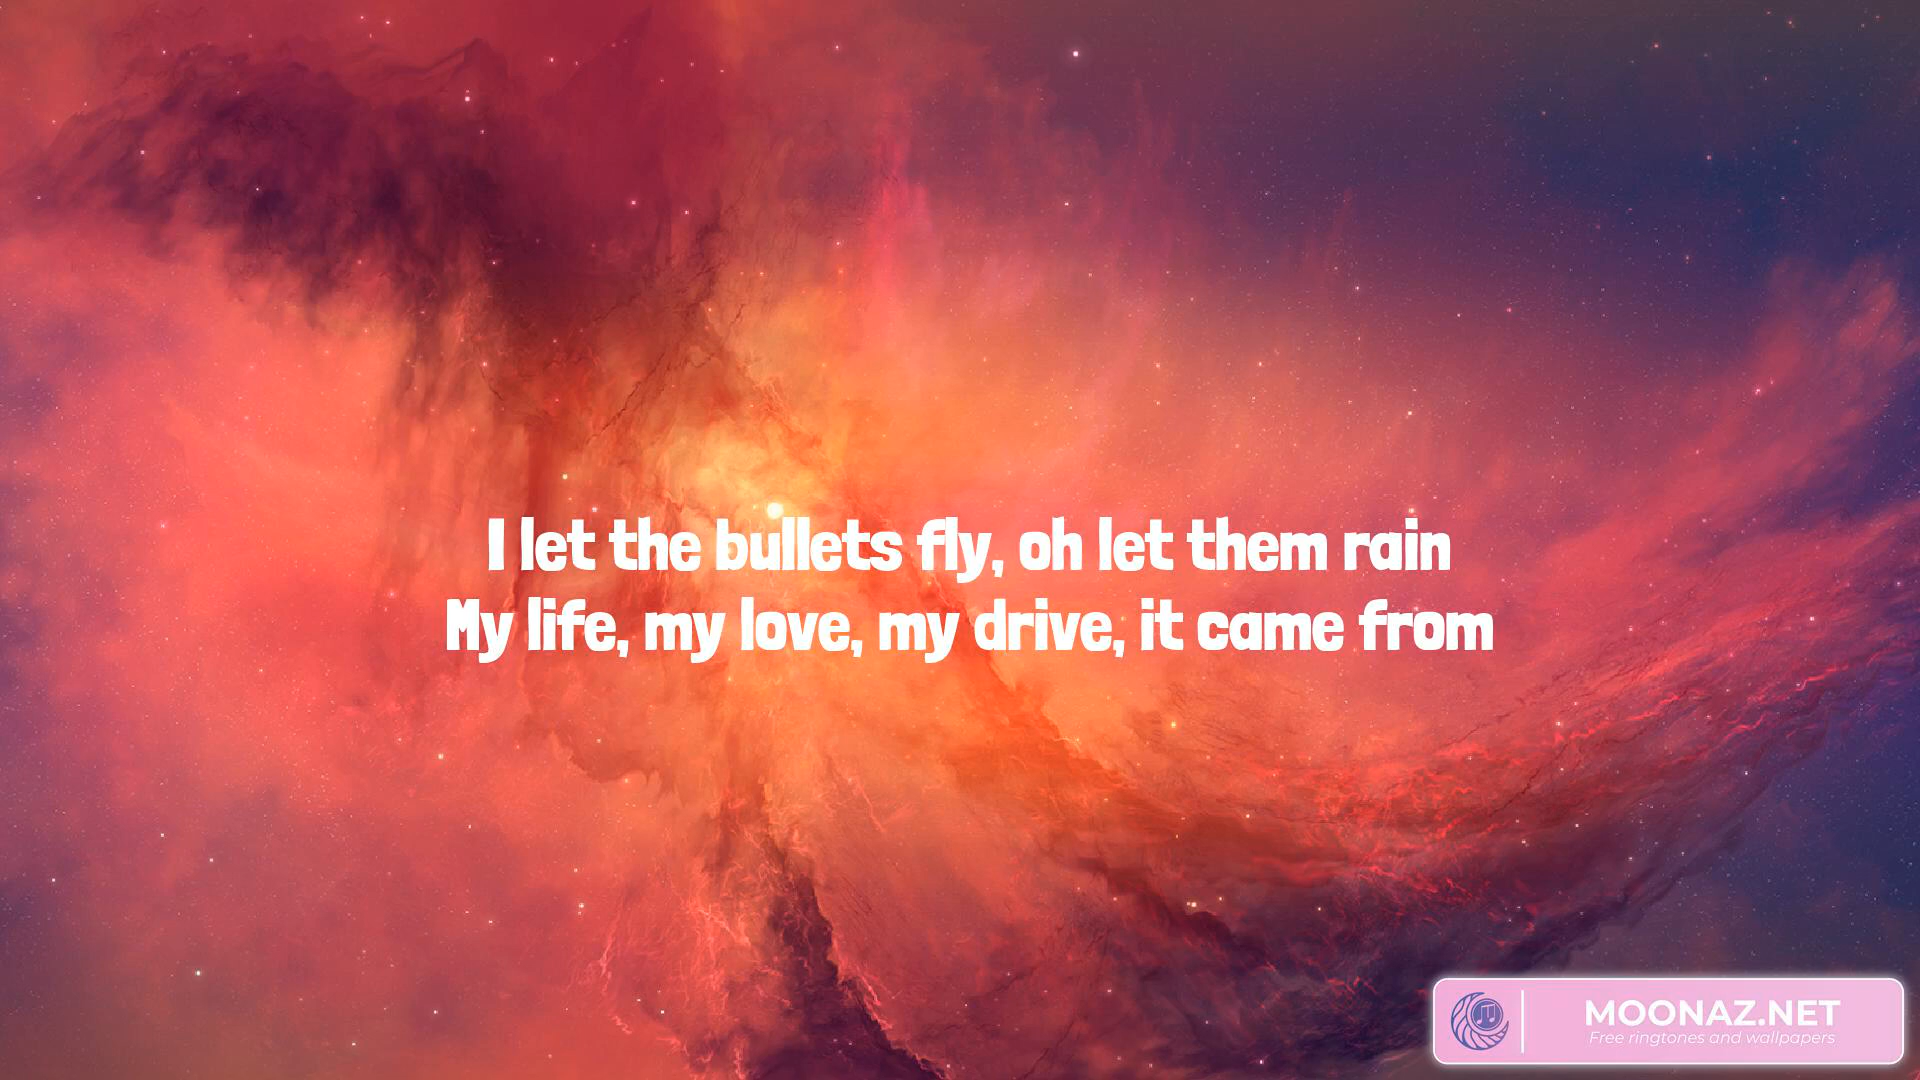 I let the bullets fly, oh let them rain
My life, my love, my drive, it came from
MOONAZ.NET
Free ringtones and wallpapers